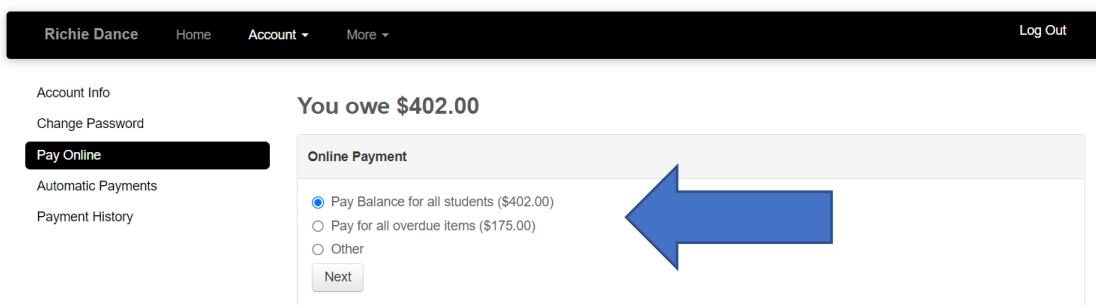 Richie Dance Home Account More Log Out
Account Info
Change Password
Pay Online
Automatic Payments
Payment History
You owe $402.00
Online Payment
Pay Balance for all students ($402.00)
Pay for all overdue items ($175.00)
Other
Next